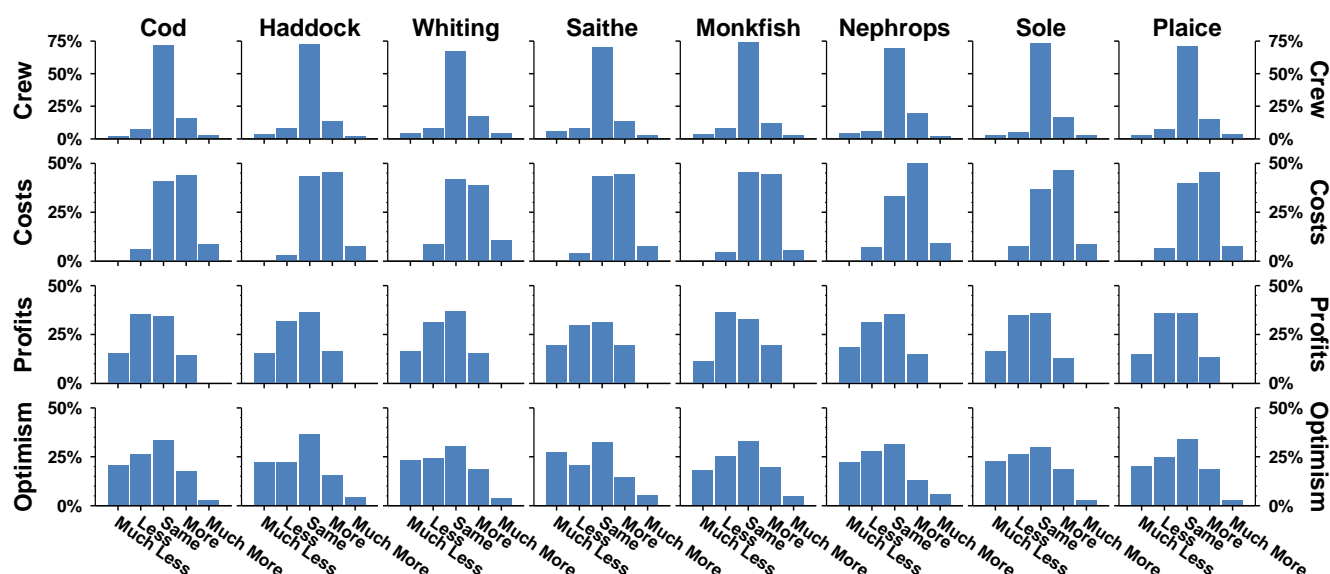 Cod Haddock Whiting Saithe Monkfish Nephrops Sole Plaice
75% 75%
50% 50%
Crew Crew
25% 25%
0% 0%
50% 50%
Costs Costs
25% 25%
0% 0%
50% 50%
Profits Profits
25% 25%
0% 0%
50% 50%
Optimism Optimism
25% 25%
0% 0%
Much Less Less Same More Much More Much Less Less Same More Much More Much Less Less Same More Much More Much Less Less Same More Much More Much Less Less Same More Much More Much Less Less Same More Much More Much Less Less Same More Much More Much Less Less Same More Much More